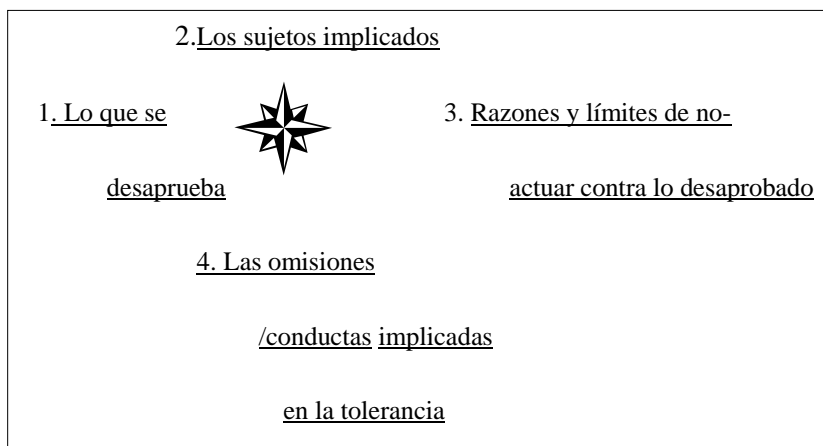 2.Los sujetos implicados
1. Lo que se
3. Razones y límites de no-
desaprueba
actuar contra lo desaprobado
4. Las omisiones
/conductas implicadas
en la tolerancia